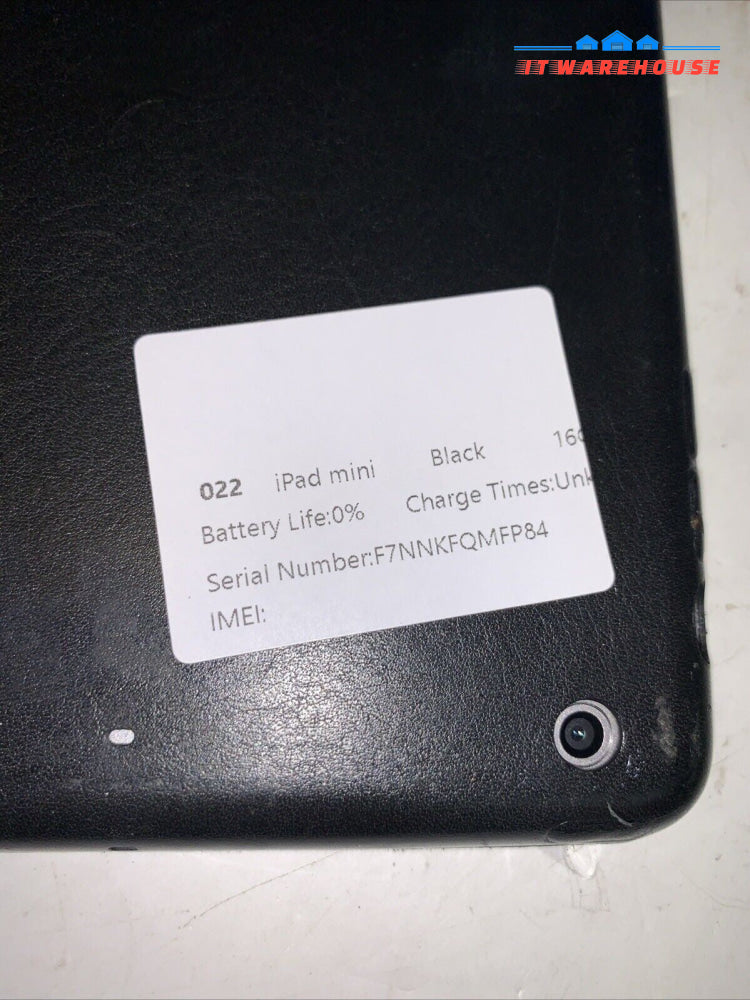 ITWAREHOUSE
022 iPad mini Black
Battery Life:0% Charge Times:Unk
Serial Number:F7NNKFQMFP84
IMEI: